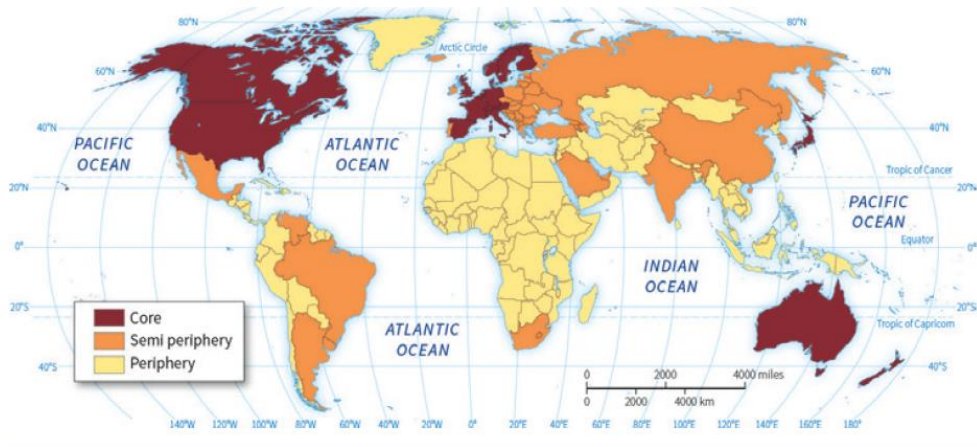 80°N
80°N
Arctic Circle
60°N
60°N
40°N
40°N
PACIFIC
OCEAN
ATLANTIC
OCEAN
Tropic of Cancer
20°N
20°N
PACIFIC
OCEAN
Equator
0°
0°
INDIAN
OCEAN
20°S
20°S
Tropic of Capricorn
ATLANTIC
OCEAN
Core
Semi periphery
Periphery
40°S
40°S
0 2000 4000 miles
0 2000 4000 km
140°W 120°W 100°W 80°W 60°W 40°W 20°W 0° 20°E 40°E 60°E 80°E 100°E 120°E 140°E 160°E 180°